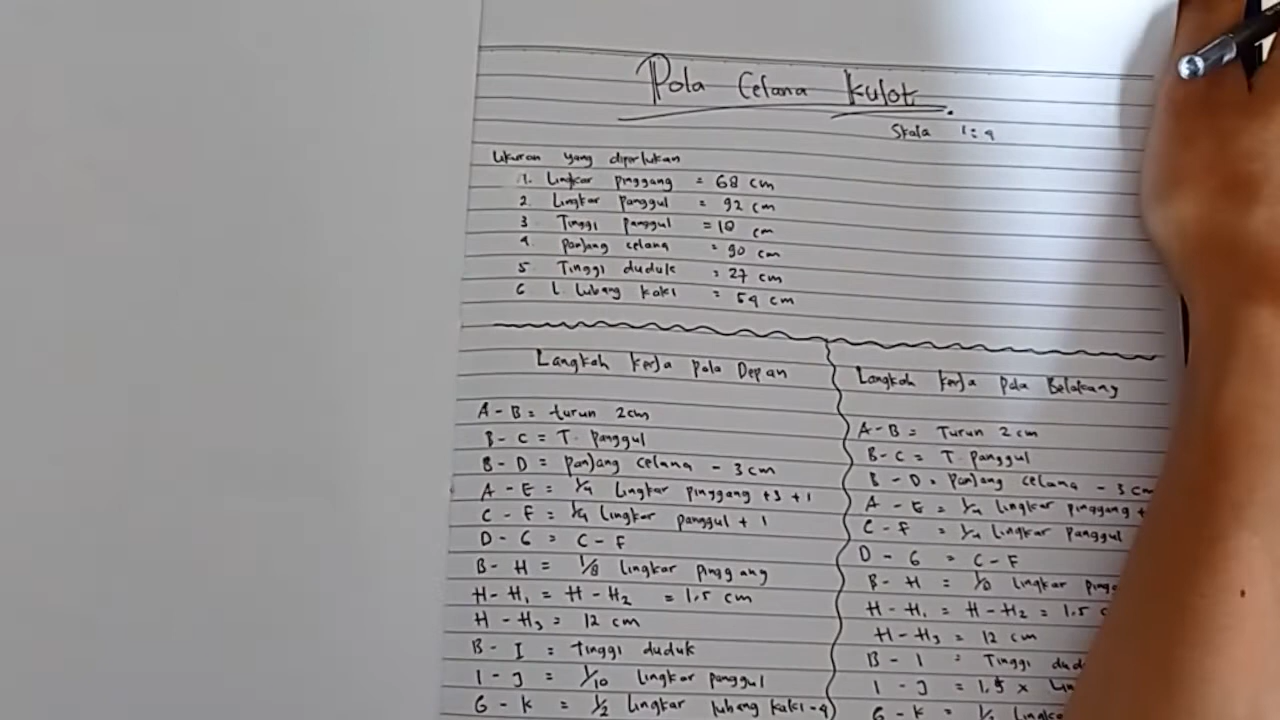 Pola Celana Kulot.
Skala 1:4
Ukuran yang diperlukan
1. Lingkar pinggang = 68 cm
2. Lingkar panggul = 92 cm
3 Tinggi panggul = 18 cm
4. panjang celana = 90 cm
5 Tinggi duduk = 27 cm
6 L. lubang kaki = 54 cm
Langkah kerja pola Depan
A - B = turun 2cm
B - C = T. panggul
B - D = panjang celana - 3 cm
A - E = 1/4 Lingkar pinggang +3 +1
C - F = 1/4 lingkar panggul + 1
D - G = C - F
B - H = 1/8 lingkar pinggang
H - H1 = H - H2 = 1.5 cm
H - H3 = 12 cm
B - I = tinggi duduk
I - J = 1/10 lingkar panggul
G - K = 1/2 lingkar lubang kaki - 4
Langkah kerja pola Belakang
A - B = Turun 2 cm
B - C = T. panggul
B - D = panjang celana - 3 cm
A - E = 1/4 lingkar pinggang +
C - F = 1/4 lingkar panggul
D - G = C - F
B - H = 1/8 lingkar
H - H1 = H - H2 = 1.5
H - H3 = 12 cm
B - I = Tinggi
I - J = 1.5 x
G - K =